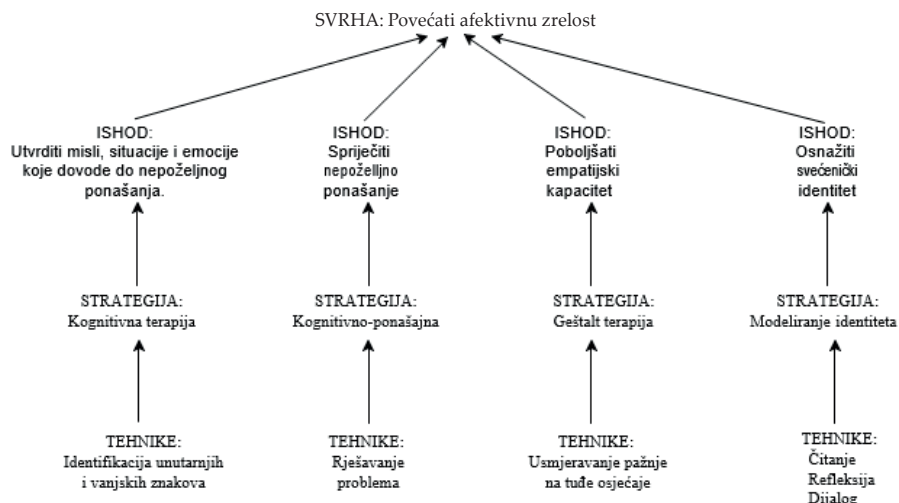 SVRHA: Povećati afektivnu zrelost
ISHOD:
Utvrditi misli, situacije i emocije
koje dovode do nepoželjnog
ponašanja.
ISHOD:
Spriječiti
nepoželjno
ponašanje
ISHOD:
Poboljšati
empatijski
kapacitet
ISHOD:
Osnažiti
svećenički
identitet
STRATEGIJA:
Kognitivna terapija
STRATEGIJA:
Kognitivno-ponašajna
STRATEGIJA:
Geštalt terapija
STRATEGIJA:
Modeliranje identiteta
TEHNIKE:
Identifikacija unutarnjih
i vanjskih znakova
TEHNIKE:
Rješavanje
problema
TEHNIKE:
Usmjeravanje pažnje
na tuđe osjećaje
TEHNIKE:
Čitanje
Refleksija
Dijalog